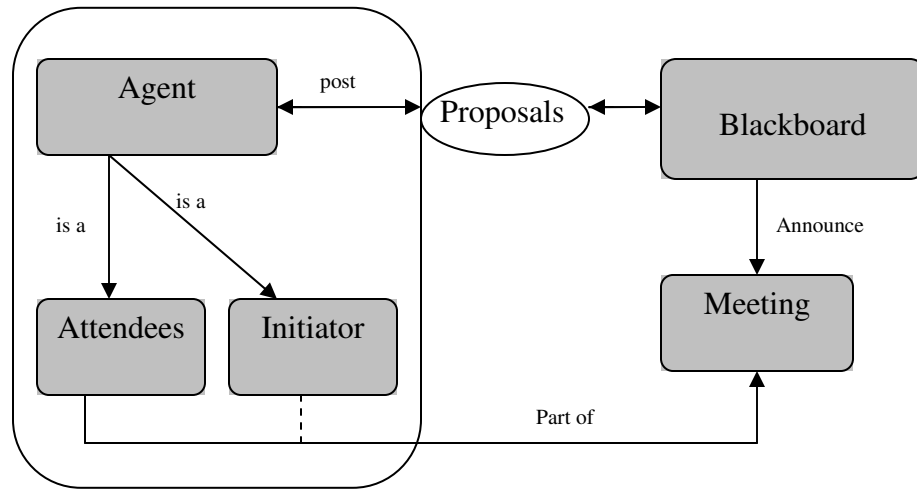 Agent
post
Proposals
Blackboard
is a
is a
Announce
Attendees
Initiator
Meeting
Part of